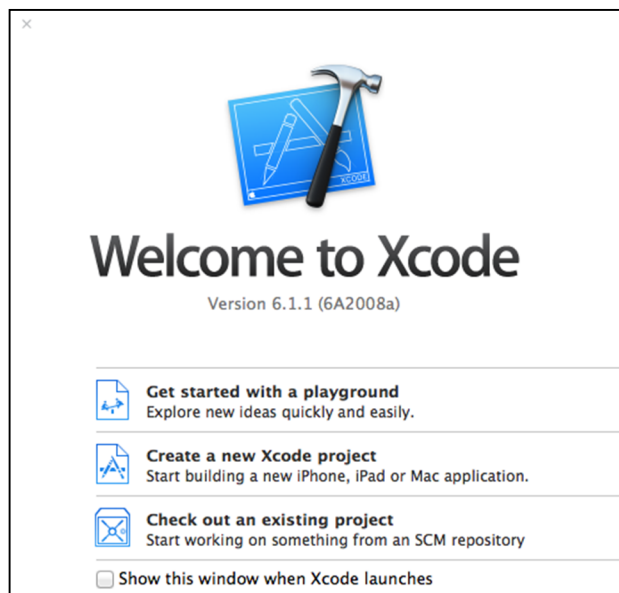 XCODE
Welcome to Xcode
Version 6.1.1 (6A2008a)
Get started with a playground
Explore new ideas quickly and easily.
Create a new Xcode project
Start building a new iPhone, iPad or Mac application.
Check out an existing project
Start working on something from an SCM repository
Show this window when Xcode launches